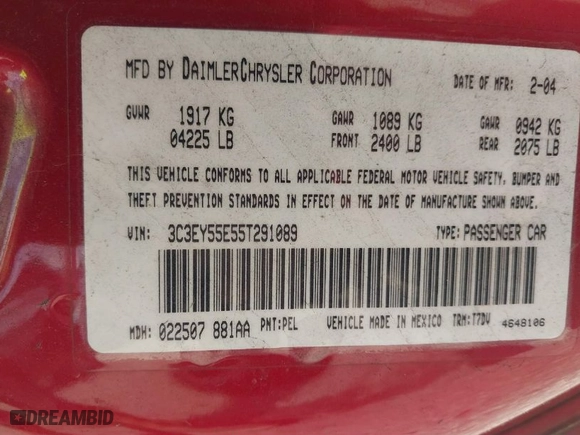 MFD BY DAIMLERCHRYSLER CORPORATION DATE OF MFR: 2-04
GVWR 1917 KG GAWR 1089 KG GAWR 0942 KG
04225 LB FRONT 2400 LB REAR 2075 LB
THIS VEHICLE CONFORMS TO ALL APPLICABLE FEDERAL MOTOR VEHICLE SAFETY, BUMPER AND
THEFT PREVENTION STANDARDS IN EFFECT ON THE DATE OF MANUFACTURE SHOWN ABOVE.
VIN: 3C3EY55E55T291089 TYPE: PASSENGER CAR
MDH: 022507 881AA PNT: PEL VEHICLE MADE IN MEXICO TRM: T7DV 4648106
DREAMBID